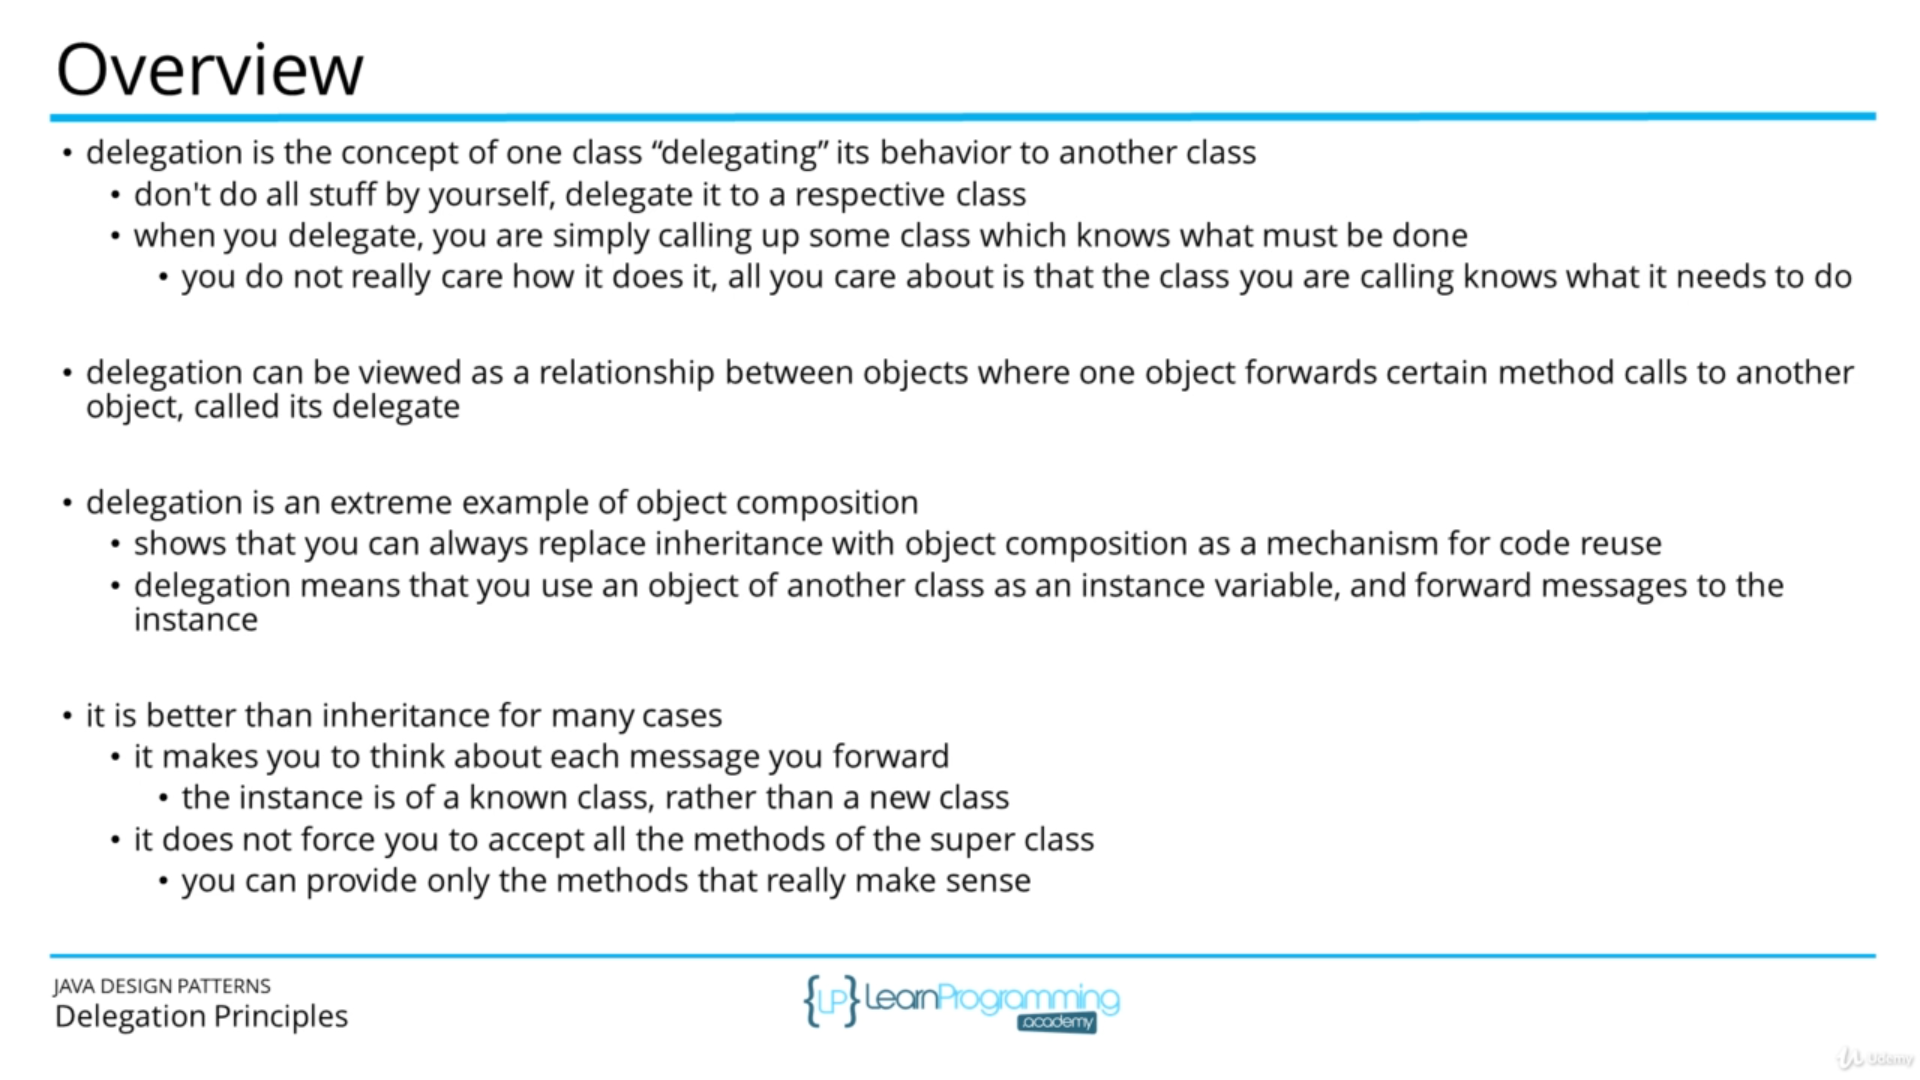 Overview
• delegation is the concept of one class “delegating” its behavior to another class
• don't do all stuff by yourself, delegate it to a respective class
• when you delegate, you are simply calling up some class which knows what must be done
• you do not really care how it does it, all you care about is that the class you are calling knows what it needs to do
• delegation can be viewed as a relationship between objects where one object forwards certain method calls to another
object, called its delegate
• delegation is an extreme example of object composition
• shows that you can always replace inheritance with object composition as a mechanism for code reuse
• delegation means that you use an object of another class as an instance variable, and forward messages to the
instance
• it is better than inheritance for many cases
• it makes you to think about each message you forward
• the instance is of a known class, rather than a new class
• it does not force you to accept all the methods of the super class
• you can provide only the methods that really make sense
JAVA DESIGN PATTERNS
Delegation Principles
{LP} LearnProgramming
academy
Udemy